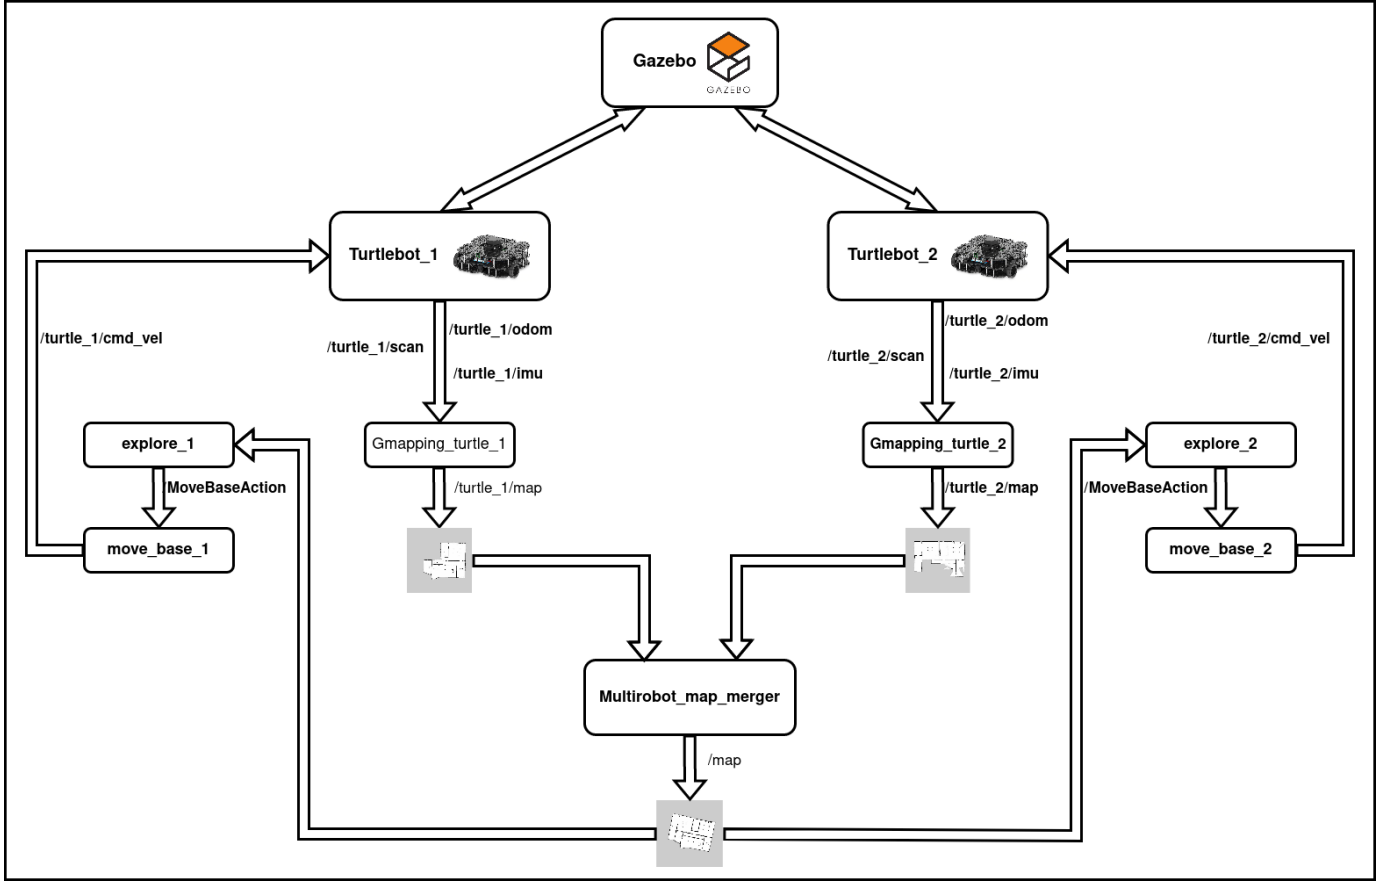 Gazebo
GAZEBO
Turtlebot_1
Turtlebot_2
/turtle_1/cmd_vel
/turtle_1/scan
/turtle_1/odom
/turtle_1/imu
/turtle_2/scan
/turtle_2/odom
/turtle_2/imu
/turtle_2/cmd_vel
explore_1
Gmapping_turtle_1
Gmapping_turtle_2
explore_2
/MoveBaseAction
/turtle_1/map
/turtle_2/map
/MoveBaseAction
move_base_1
move_base_2
Multirobot_map_merger
/map